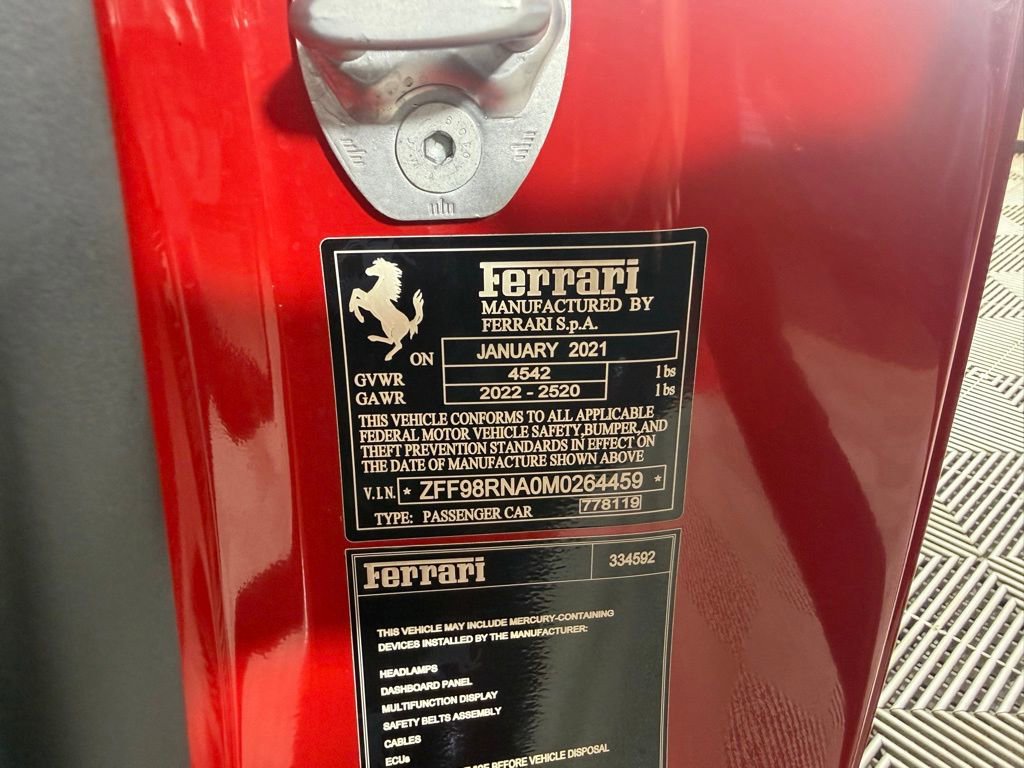 Ferrari
MANUFACTURED BY
FERRARI S.p.A.
ON JANUARY 2021
GVWR 4542 lbs
GAWR 2022 - 2520 lbs
THIS VEHICLE CONFORMS TO ALL APPLICABLE
FEDERAL MOTOR VEHICLE SAFETY,BUMPER,AND
THEFT PREVENTION STANDARDS IN EFFECT ON
THE DATE OF MANUFACTURE SHOWN ABOVE
V.I.N. * ZFF98RNA0M0264459 *
TYPE: PASSENGER CAR 778119
Ferrari 334592
THIS VEHICLE MAY INCLUDE MERCURY-CONTAINING
DEVICES INSTALLED BY THE MANUFACTURER:
HEADLAMPS
DASHBOARD PANEL
MULTIFUNCTION DISPLAY
SAFETY BELTS ASSEMBLY
CABLES
ECUs
BEFORE VEHICLE DISPOSAL